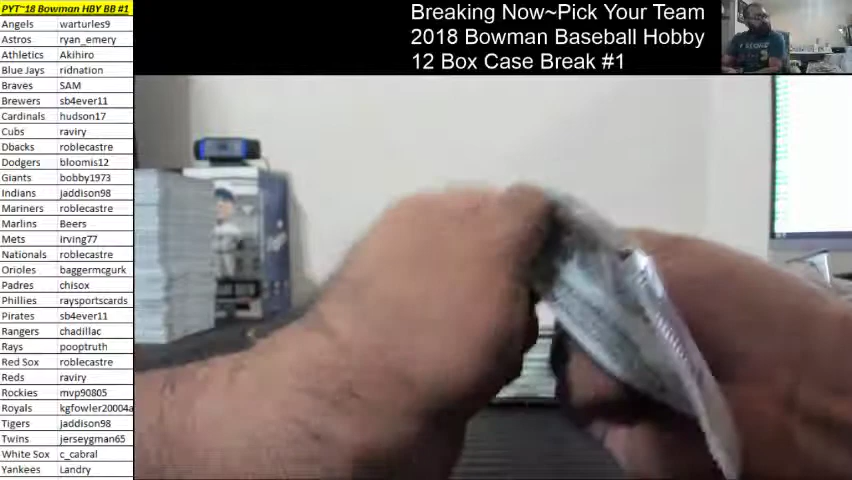 PYT~18 Bowman HBY BB #1
Angels warturles9
Astros ryan_emery
Athletics Akihiro
Blue Jays ridnation
Braves SAM
Brewers sb4ever11
Cardinals hudson17
Cubs raviry
Dbacks roblecastre
Dodgers bloomis12
Giants bobby1973
Indians jaddison98
Mariners roblecastre
Marlins Beers
Mets irving77
Nationals roblecastre
Orioles baggermcgurk
Padres chisox
Phillies raysportscards
Pirates sb4ever11
Rangers chadillac
Rays pooptruth
Red Sox roblecastre
Reds raviry
Rockies mvp90805
Royals kgfowler20004a
Tigers jaddison98
Twins jerseygman65
White Sox c_cabral
Yankees Landry
Breaking Now~Pick Your Team
2018 Bowman Baseball Hobby
12 Box Case Break #1